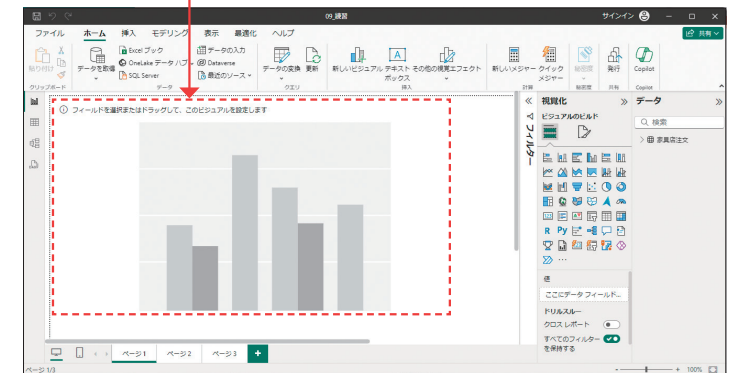 09_練習
サインイン
ファイル ホーム 挿入 モデリング 表示 最適化 ヘルプ
共有
貼り付け
データを取得
Excel ブック
OneLake データ ハブ
SQL Server
データの入力
Dataverse
最近のソース
データの変換 更新
新しいビジュアル テキスト ボックス その他の視覚エフェクト
新しいメジャー クイック メジャー
秘密度
発行
Copilot
クリップボード データ クエリ 挿入 計算 秘密度 共有 Copilot
フィールドを選択またはドラッグして、このビジュアルを設定します
フィルター
視覚化
ビジュアルのビルド
R Py
値
ここにデータ フィールド...
ドリルスルー
クロス レポート
すべてのフィルターを保持する
データ
検索
家具店注文
ページ 1 ページ 2 ページ 3
ページ 1/3
100%